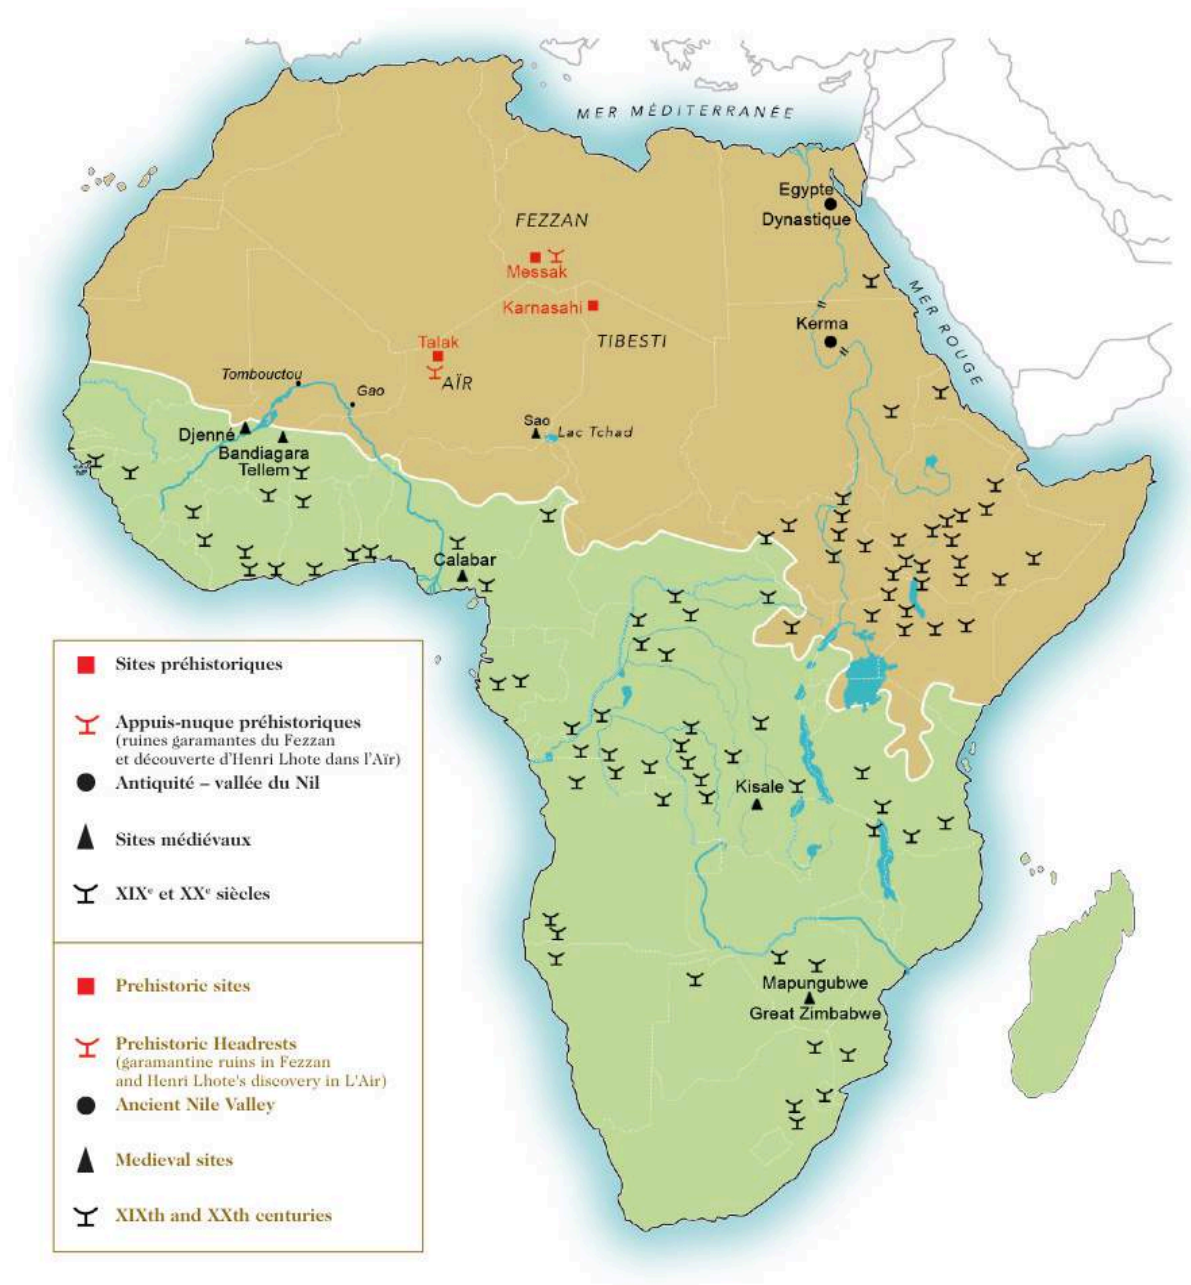 MER MÉDITERRANÉE
Egypte
Dynastique
FEZZAN
Messak
MER ROUGE
Karnasahi
Kerma
TIBESTI
Talak
Tombouctou
AÏR
Gao
Sao
Lac Tchad
Djenné
Bandiagara
Tellem
Calabar
Kisale
Mapungubwe
Great Zimbabwe
Sites préhistoriques
Appuis-nuque préhistoriques
(ruines garamantes du Fezzan
et découverte d'Henri Lhote dans l'Aïr)
Antiquité – vallée du Nil
Sites médiévaux
XIXe et XXe siècles
Prehistoric sites
Prehistoric Headrests
(garamantine ruins in Fezzan
and Henri Lhote's discovery in L'Air)
Ancient Nile Valley
Medieval sites
XIXth and XXth centuries